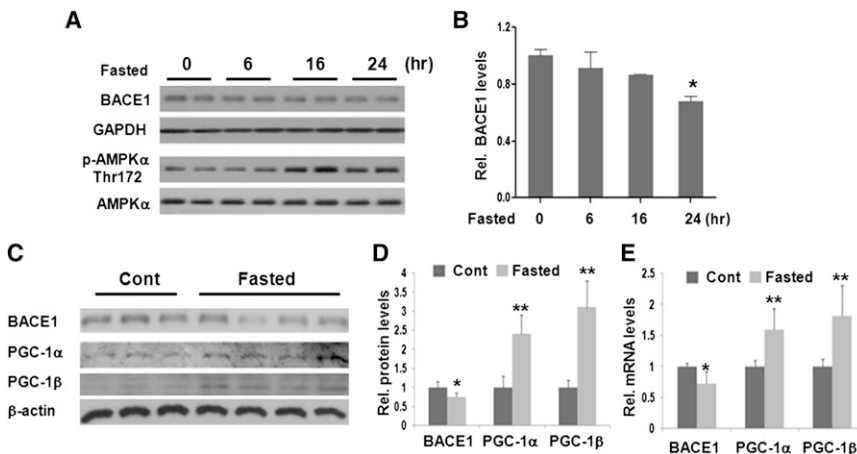 A
Fasted 0 6 16 24 (hr)
BACE1
GAPDH
p-AMPKα
Thr172
AMPKα
B
Rel. BACE1 levels
1.2
0.8
0.4
0.0
*
Fasted 0 6 16 24 (hr)
C
Cont Fasted
BACE1
PGC-1α
PGC-1β
β-actin
D
Cont Fasted
Rel. protein levels
4
3.5
3
2.5
2
1.5
1
0.5
0
* ** **
BACE1 PGC-1α PGC-1β
E
Cont Fasted
Rel. mRNA levels
2.5
2
1.5
1
0.5
0
* ** **
BACE1 PGC-1α PGC-1β